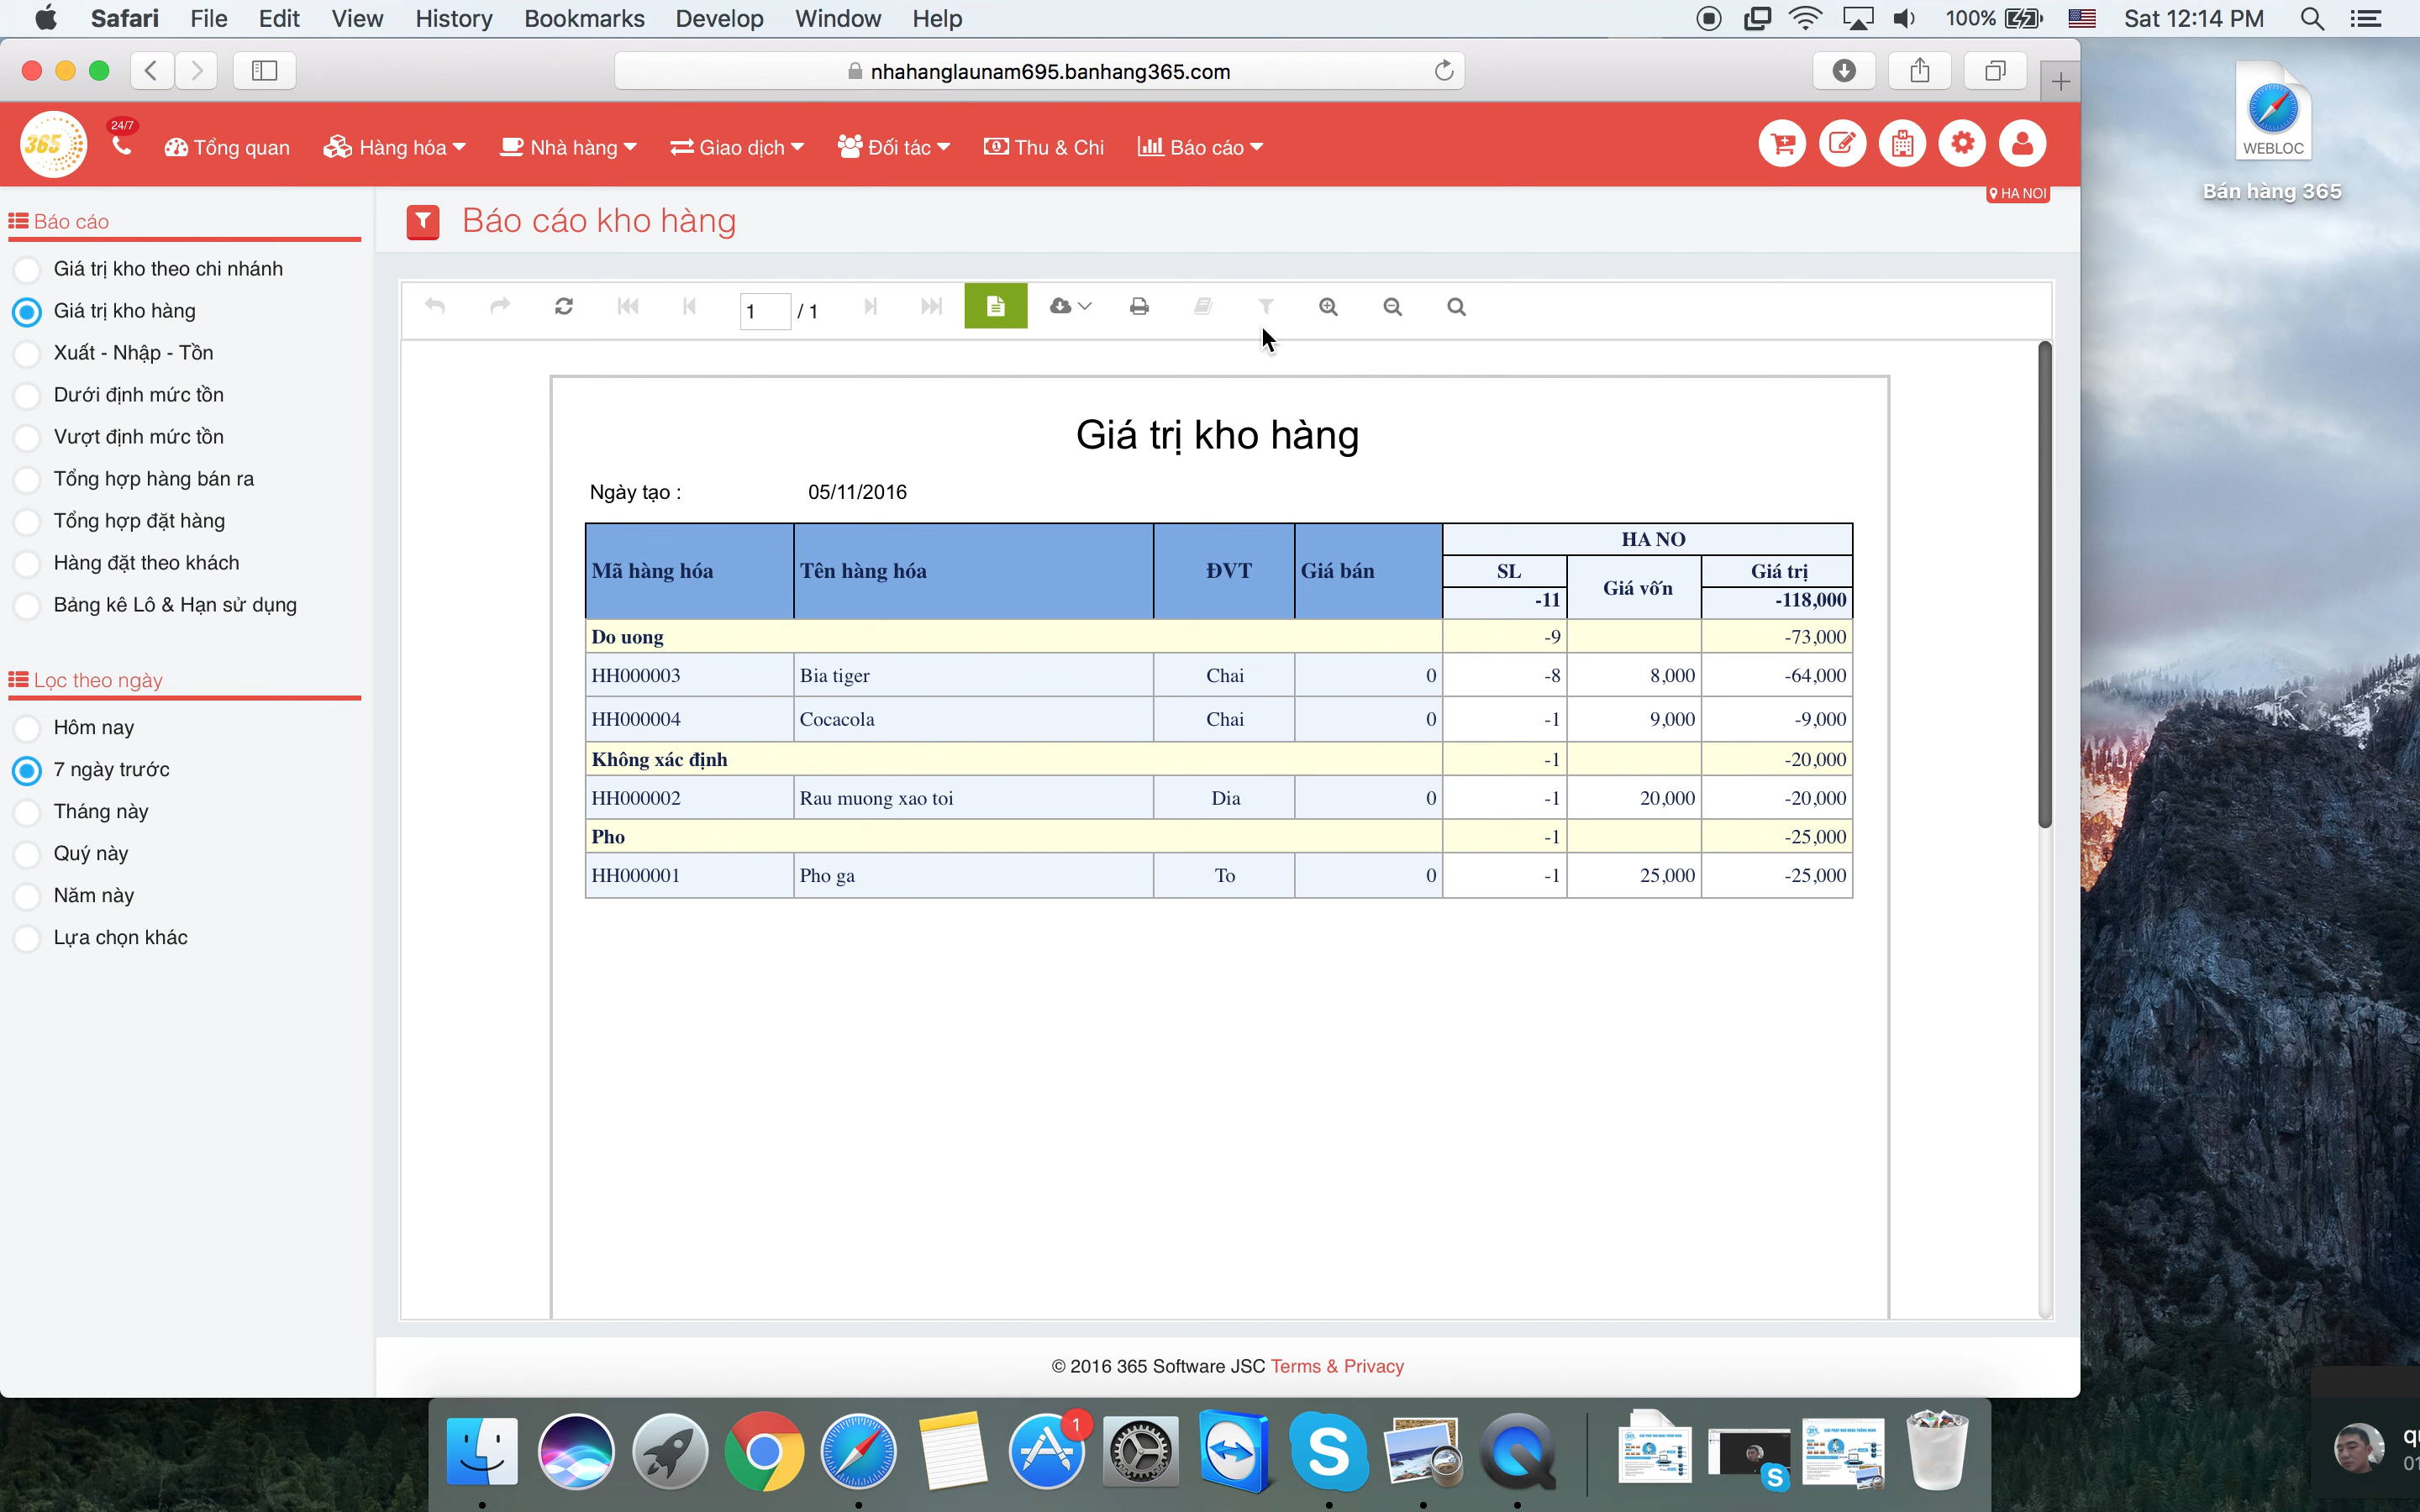 Safari File Edit View History Bookmarks Develop Window Help 100% Sat 12:14 PM
nhahanglaunam695.banhang365.com
WEBLOC
Bán hàng 365
365 24/7 Tổng quan Hàng hóa Nhà hàng Giao dịch Đối tác Thu & Chi Báo cáo
HA NOI
Báo cáo
Giá trị kho theo chi nhánh
Giá trị kho hàng
Xuất - Nhập - Tồn
Dưới định mức tồn
Vượt định mức tồn
Tổng hợp hàng bán ra
Tổng hợp đặt hàng
Hàng đặt theo khách
Bảng kê Lô & Hạn sử dụng
Lọc theo ngày
Hôm nay
7 ngày trước
Tháng này
Quý này
Năm này
Lựa chọn khác
Báo cáo kho hàng
1 / 1
Giá trị kho hàng
Ngày tạo : 05/11/2016
HA NO
Mã hàng hóa Tên hàng hóa ĐVT Giá bán SL Giá vốn Giá trị
-11 -118,000
Do uong -9 -73,000
HH000003 Bia tiger Chai 0 -8 8,000 -64,000
HH000004 Cocacola Chai 0 -1 9,000 -9,000
Không xác định -1 -20,000
HH000002 Rau muong xao toi Dia 0 -1 20,000 -20,000
Pho -1 -25,000
HH000001 Pho ga To 0 -1 25,000 -25,000
© 2016 365 Software JSC Terms & Privacy
1